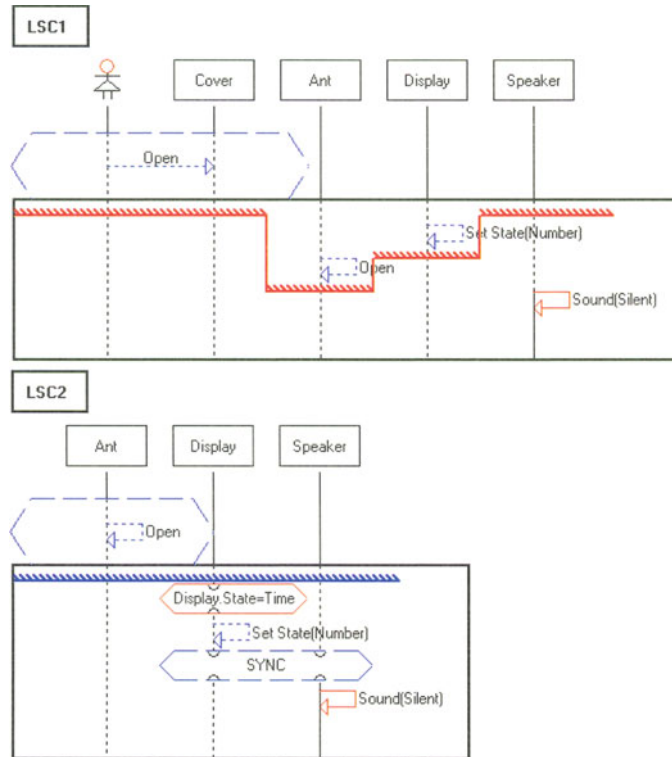 LSC1
Cover Ant Display Speaker
Open
Set State(Number)
Open
Sound(Silent)
LSC2
Ant Display Speaker
Open
Display.State=Time
Set State(Number)
SYNC
Sound(Silent)